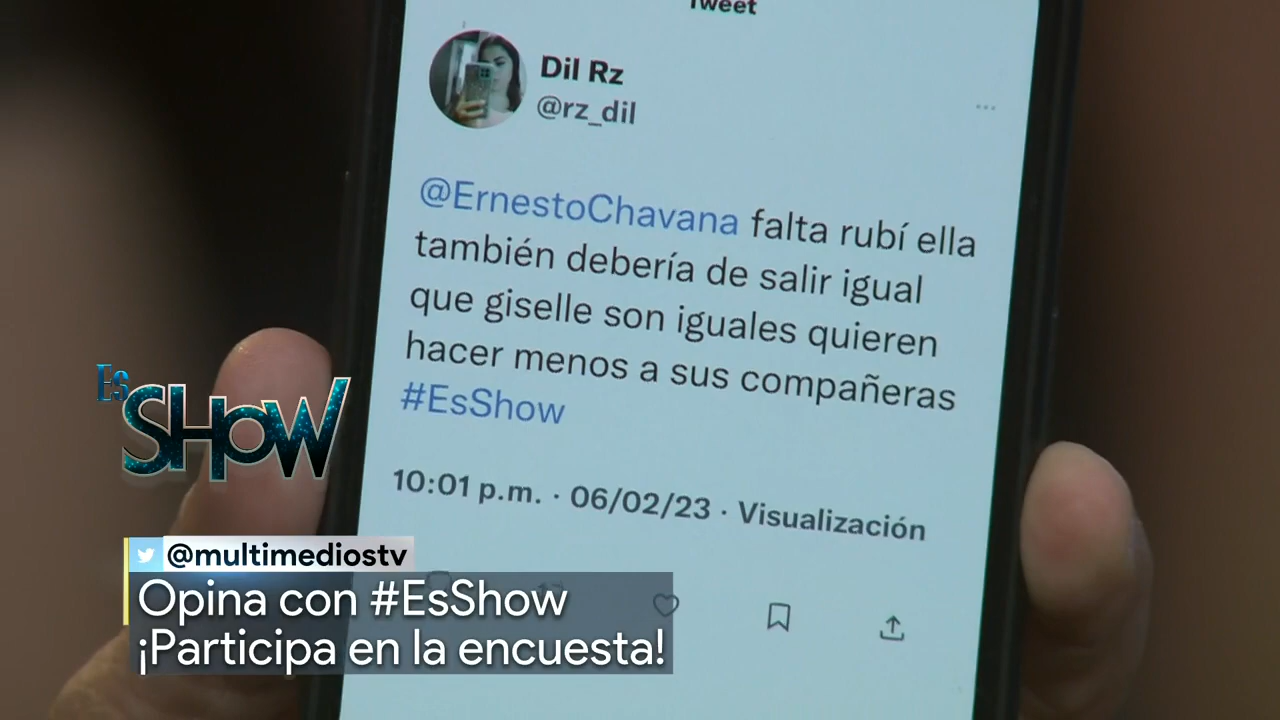 Tweet
Dil Rz
@rz_dil
@ErnestoChavana falta rubí ella
también debería de salir igual
que giselle son iguales quieren
hacer menos a sus compañeras
#EsShow
10:01 p.m. · 06/02/23 · Visualización
Es
SHOW
@multimediostv
Opina con #EsShow
¡Participa en la encuesta!